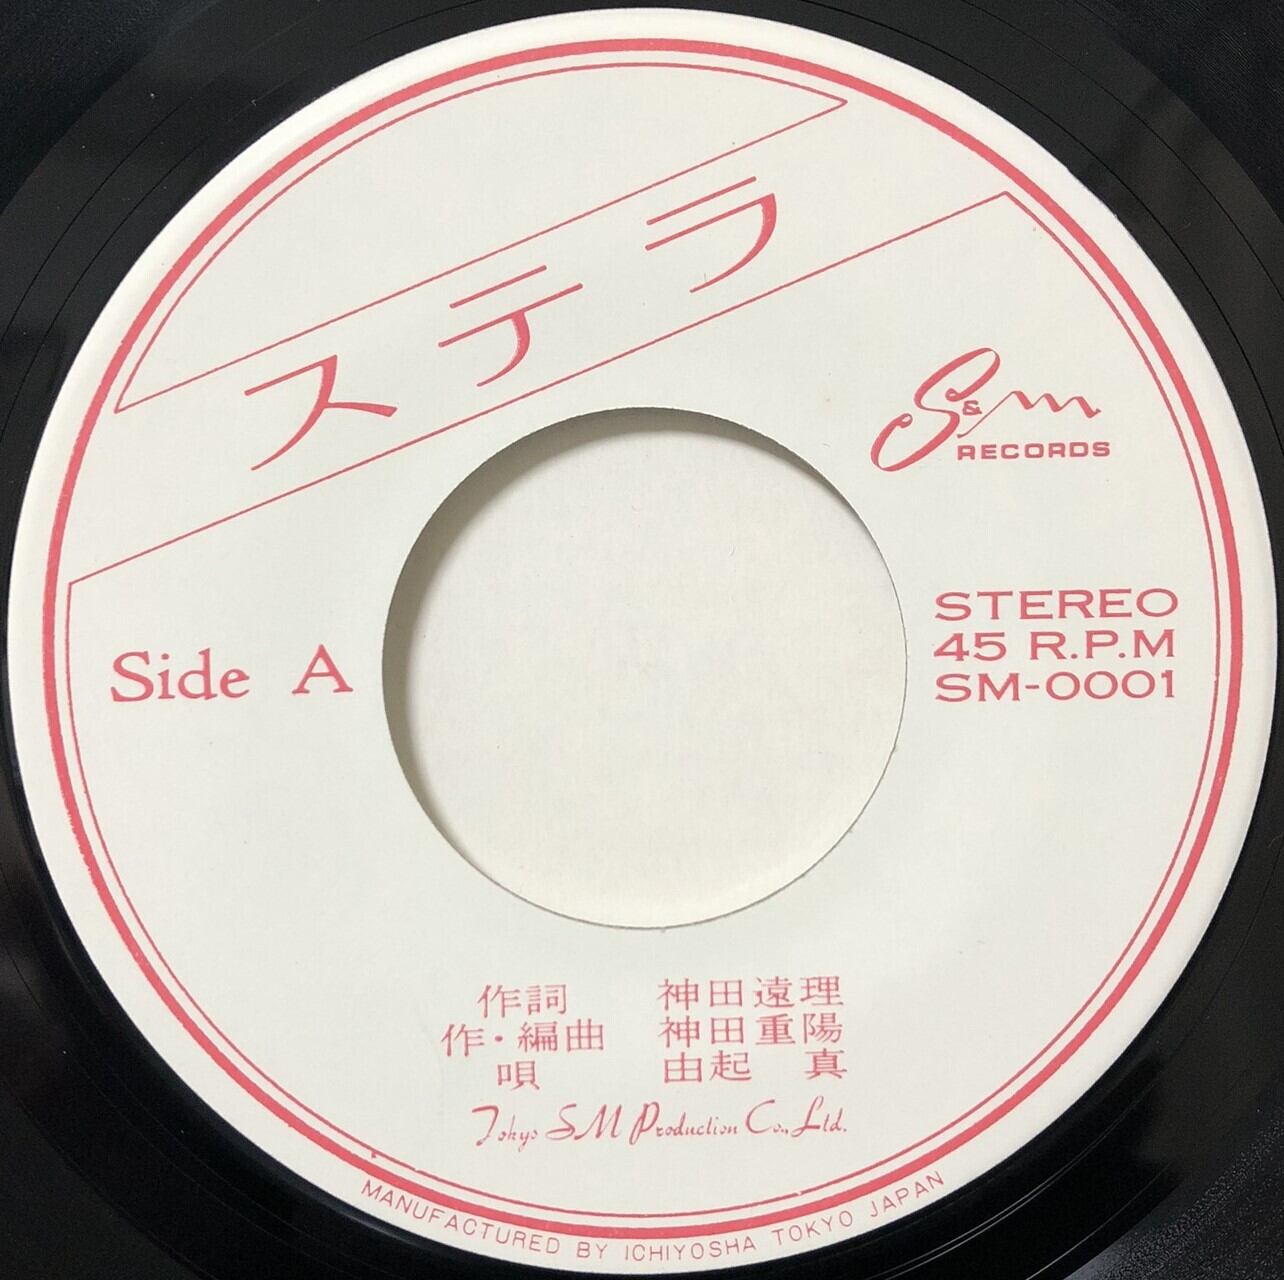 ステラ
S&m
RECORDS
Side A
STEREO
45 R.P.M
SM-0001
作詞 神田遠理
作・編曲 神田重陽
唄 由起 真
Tokyo SM Production Co., Ltd.
MANUFACTURED BY ICHIYOSHA TOKYO JAPAN